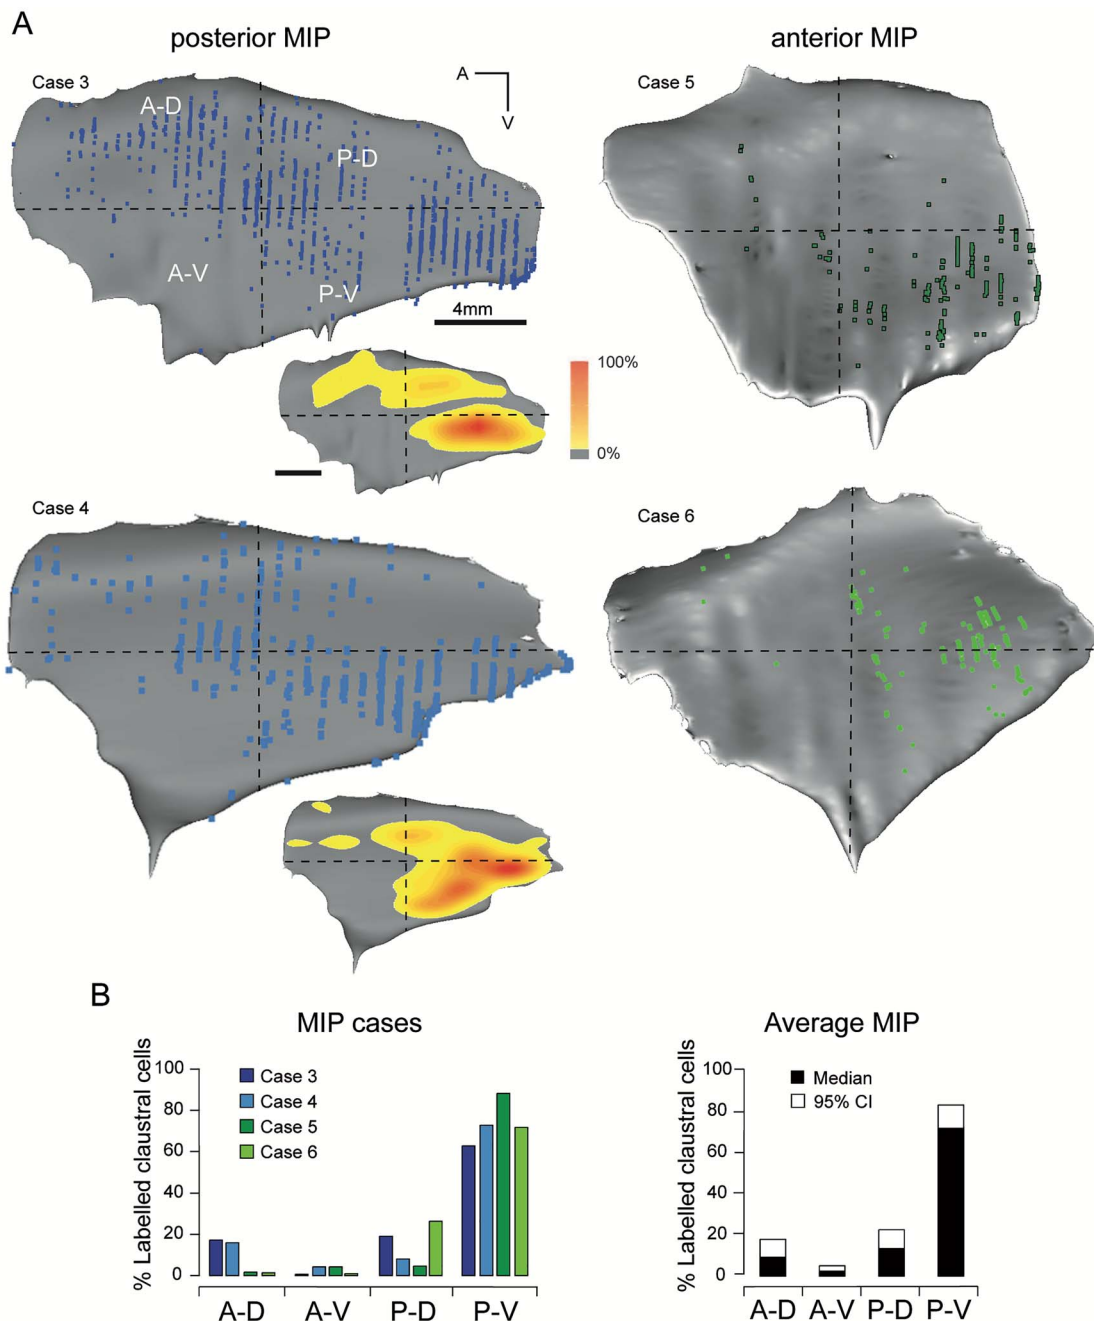 A
posterior MIP
anterior MIP
Case 3
A
V
Case 5
A-D
P-D
A-V
P-V
4mm
100%
0%
Case 4
Case 6
B
MIP cases
Average MIP
% Labelled claustral cells
100
80
60
40
20
0
Case 3
Case 4
Case 5
Case 6
A-D
A-V
P-D
P-V
% Labelled claustral cells
100
80
60
40
20
0
Median
95% CI
A-D
A-V
P-D
P-V